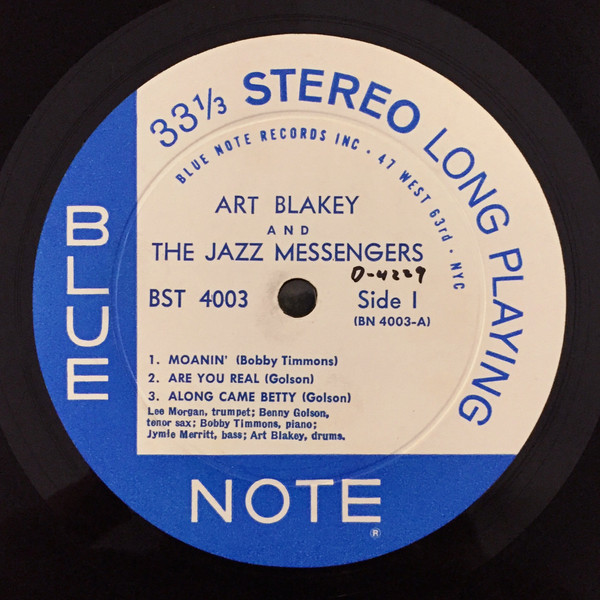 33⅓ STEREO LONG PLAYING
BLUE NOTE RECORDS INC · 47 WEST 63rd · NYC
ART BLAKEY
AND
THE JAZZ MESSENGERS
D-4229
BST 4003
Side 1
(BN 4003-A)
1. MOANIN' (Bobby Timmons)
2. ARE YOU REAL (Golson)
3. ALONG CAME BETTY (Golson)
Lee Morgan, trumpet; Benny Golson,
tenor sax; Bobby Timmons, piano;
Jymie Merritt, bass; Art Blakey, drums.
BLUE
NOTE
®